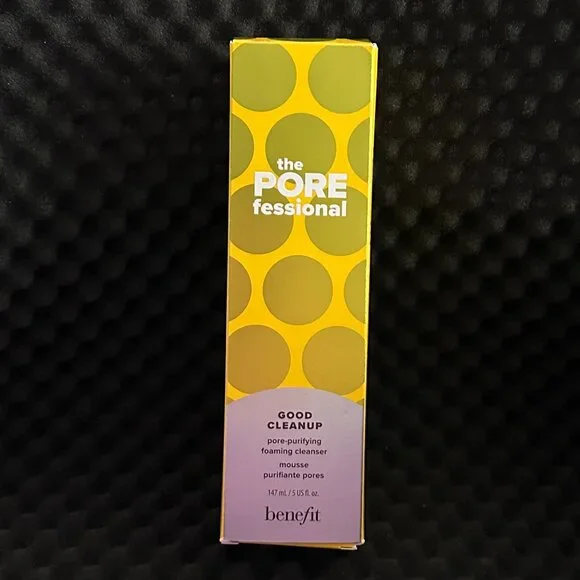 the
PORE
fessional
GOOD
CLEANUP
pore-purifying
foaming cleanser
mousse
purifiante pores
147 mL / 5 US fl. oz.
benefit